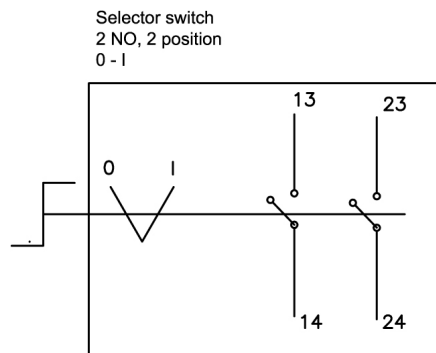 Selector switch
2 NO, 2 position
0 - I
13 23
0 I
14 24